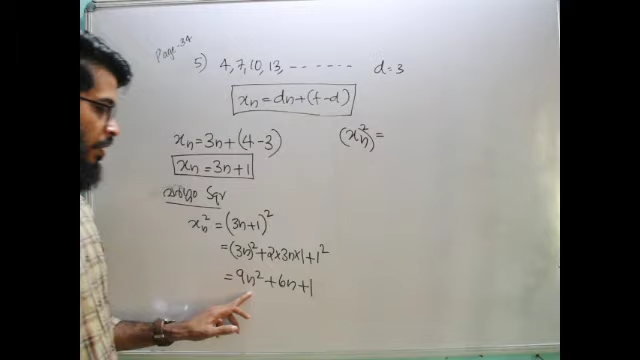 Page-34
5) 4, 7, 10, 13, - - - - - - - d=3
xₙ = dn+(f-d)
xₙ = 3n+(4-3)
xₙ = 3n+1
(xₙ²) =
Sqr
xₙ² = (3n+1)²
= (3n)²+2×3n×1+1²
= 9n²+6n+1